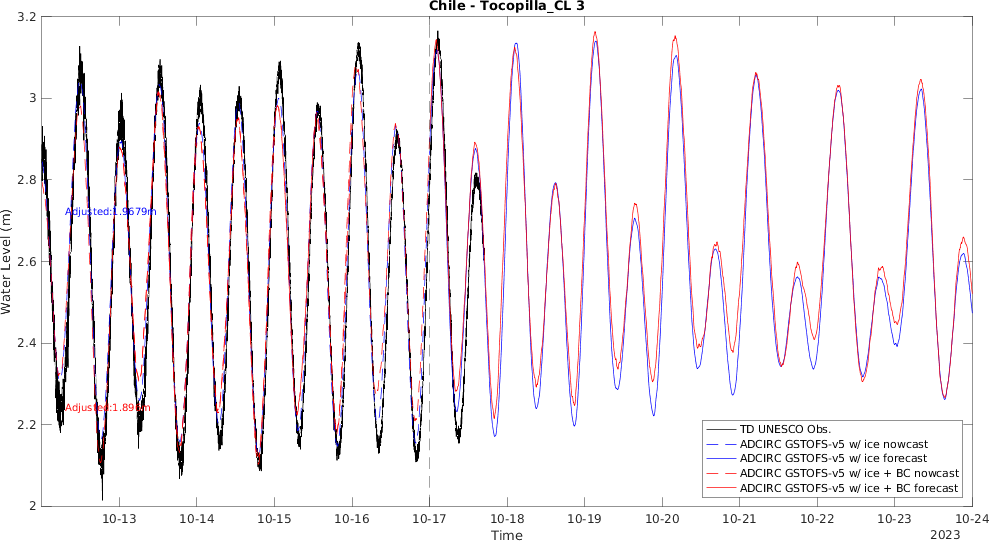 Chile - Tocopilla_CL 3
3.2
3
2.8
2.6
2.4
2.2
2
Water Level (m)
Adjusted:1.9679m
TD UNESCO Obs.
ADCIRC GSTOFS-v5 w/ ice nowcast
ADCIRC GSTOFS-v5 w/ ice forecast
ADCIRC GSTOFS-v5 w/ ice + BC nowcast
ADCIRC GSTOFS-v5 w/ ice + BC forecast
10-13 10-14 10-15 10-16 10-17 10-18 10-19 10-20 10-21 10-22 10-23 10-24
Time
2023